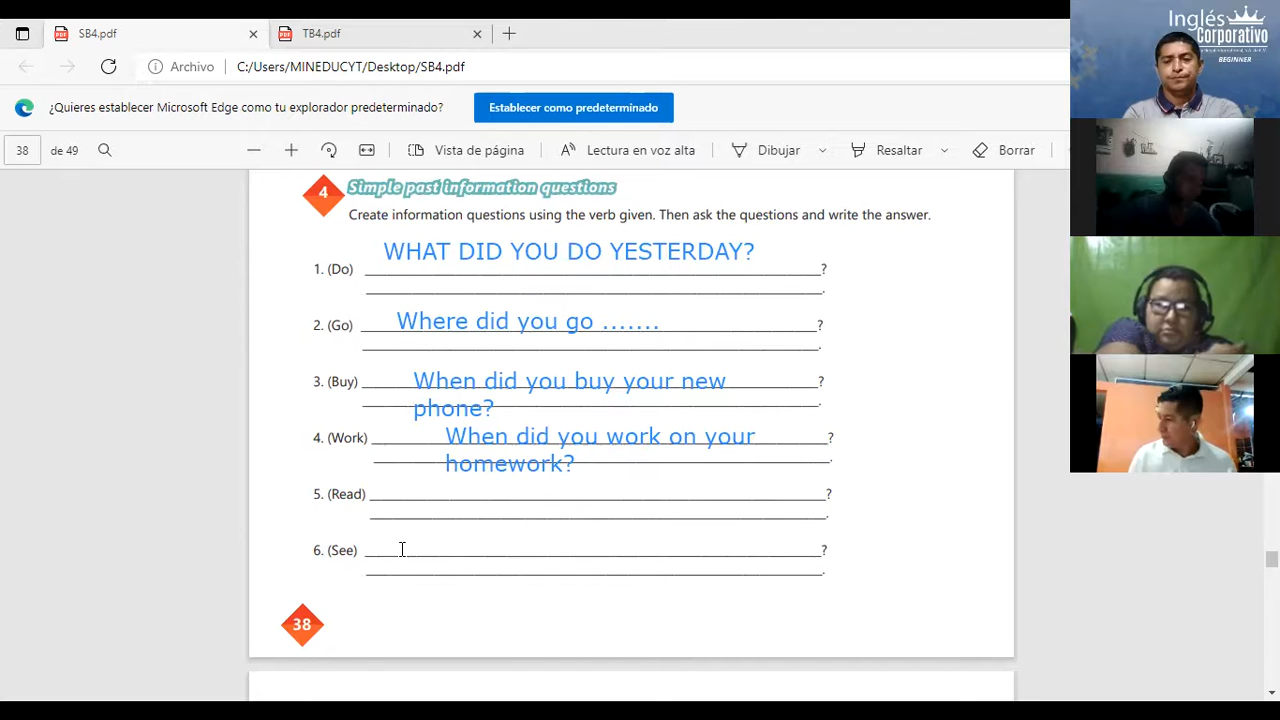 SB4.pdf
TB4.pdf
Archivo
C:/Users/MINEDUCYT/Desktop/SB4.pdf
¿Quieres establecer Microsoft Edge como tu explorador predeterminado?
Establecer como predeterminado
38 de 49
Vista de página
Lectura en voz alta
Dibujar
Resaltar
Borrar
4 Simple past information questions
Create information questions using the verb given. Then ask the questions and write the answer.
WHAT DID YOU DO YESTERDAY?
1. (Do) ?
.
2. (Go) Where did you go ....... ?
.
3. (Buy) When did you buy your new ?
phone? .
4. (Work) When did you work on your ?
homework? .
5. (Read) ?
.
6. (See) ?
.
38
Inglés
Corporativo
BEGINNER